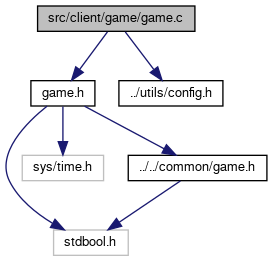 src/client/game/game.c
game.h
../utils/config.h
sys/time.h
../../common/game.h
stdbool.h